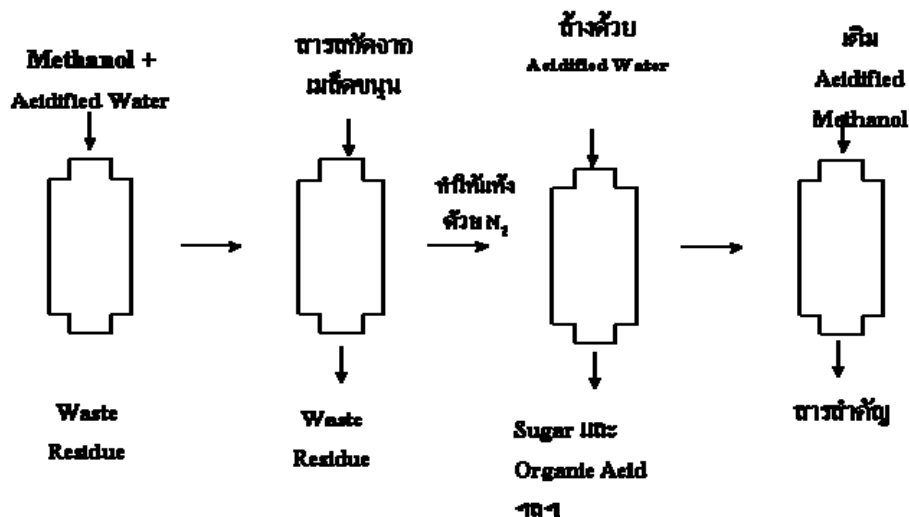 Methanol +
Acidified Water
สารสกัดจาก
เมล็ดขนุน
ล้างด้วย
Acidified Water
เติม
Acidified
Methanol
ทำให้แห้ง
ด้วย N₂
Waste
Residue
Waste
Residue
Sugar และ
Organic Acid
ฯลฯ
สารสำคัญ